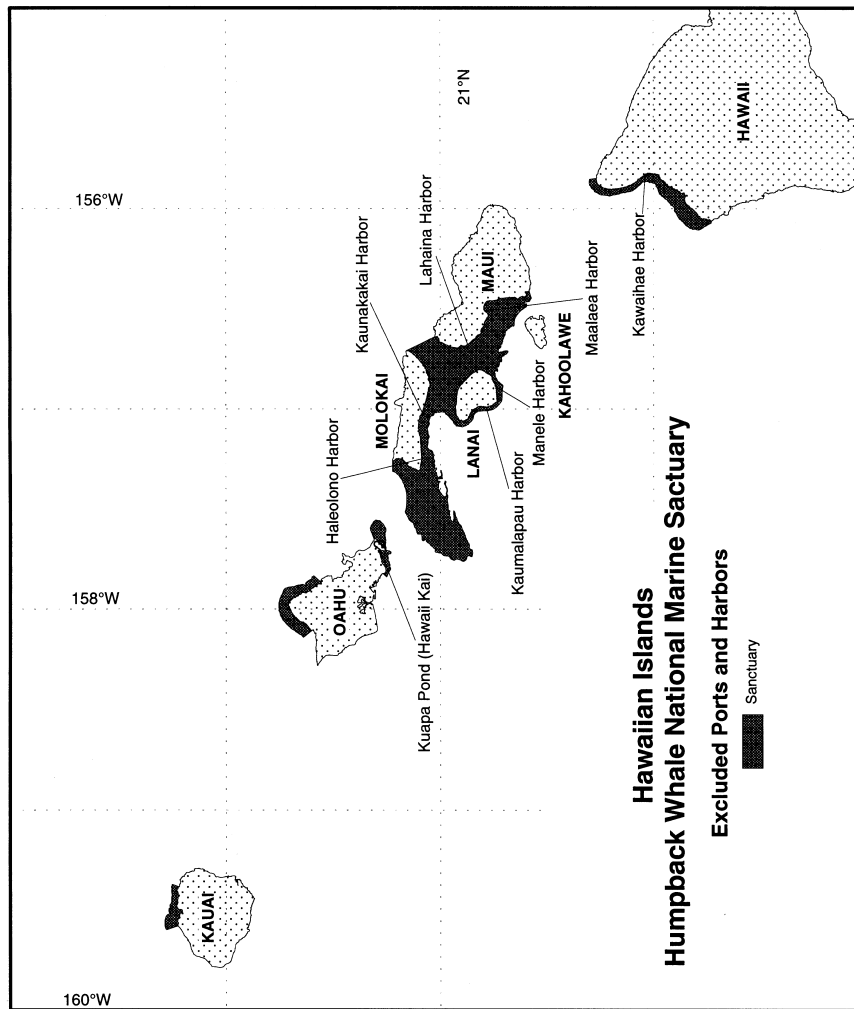 160°W
158°W
156°W
21°N
KAUAI
OAHU
Kuapa Pond (Hawaii Kai)
Haleolono Harbor
MOLOKAI
Kaunakakai Harbor
Lahaina Harbor
MAUI
LANAI
Kaumalapau Harbor
Manele Harbor
KAHOOLAWE
Maalaea Harbor
Kawaihae Harbor
HAWAII
Hawaiian Islands
Humpback Whale National Marine Sactuary
Excluded Ports and Harbors
Sanctuary